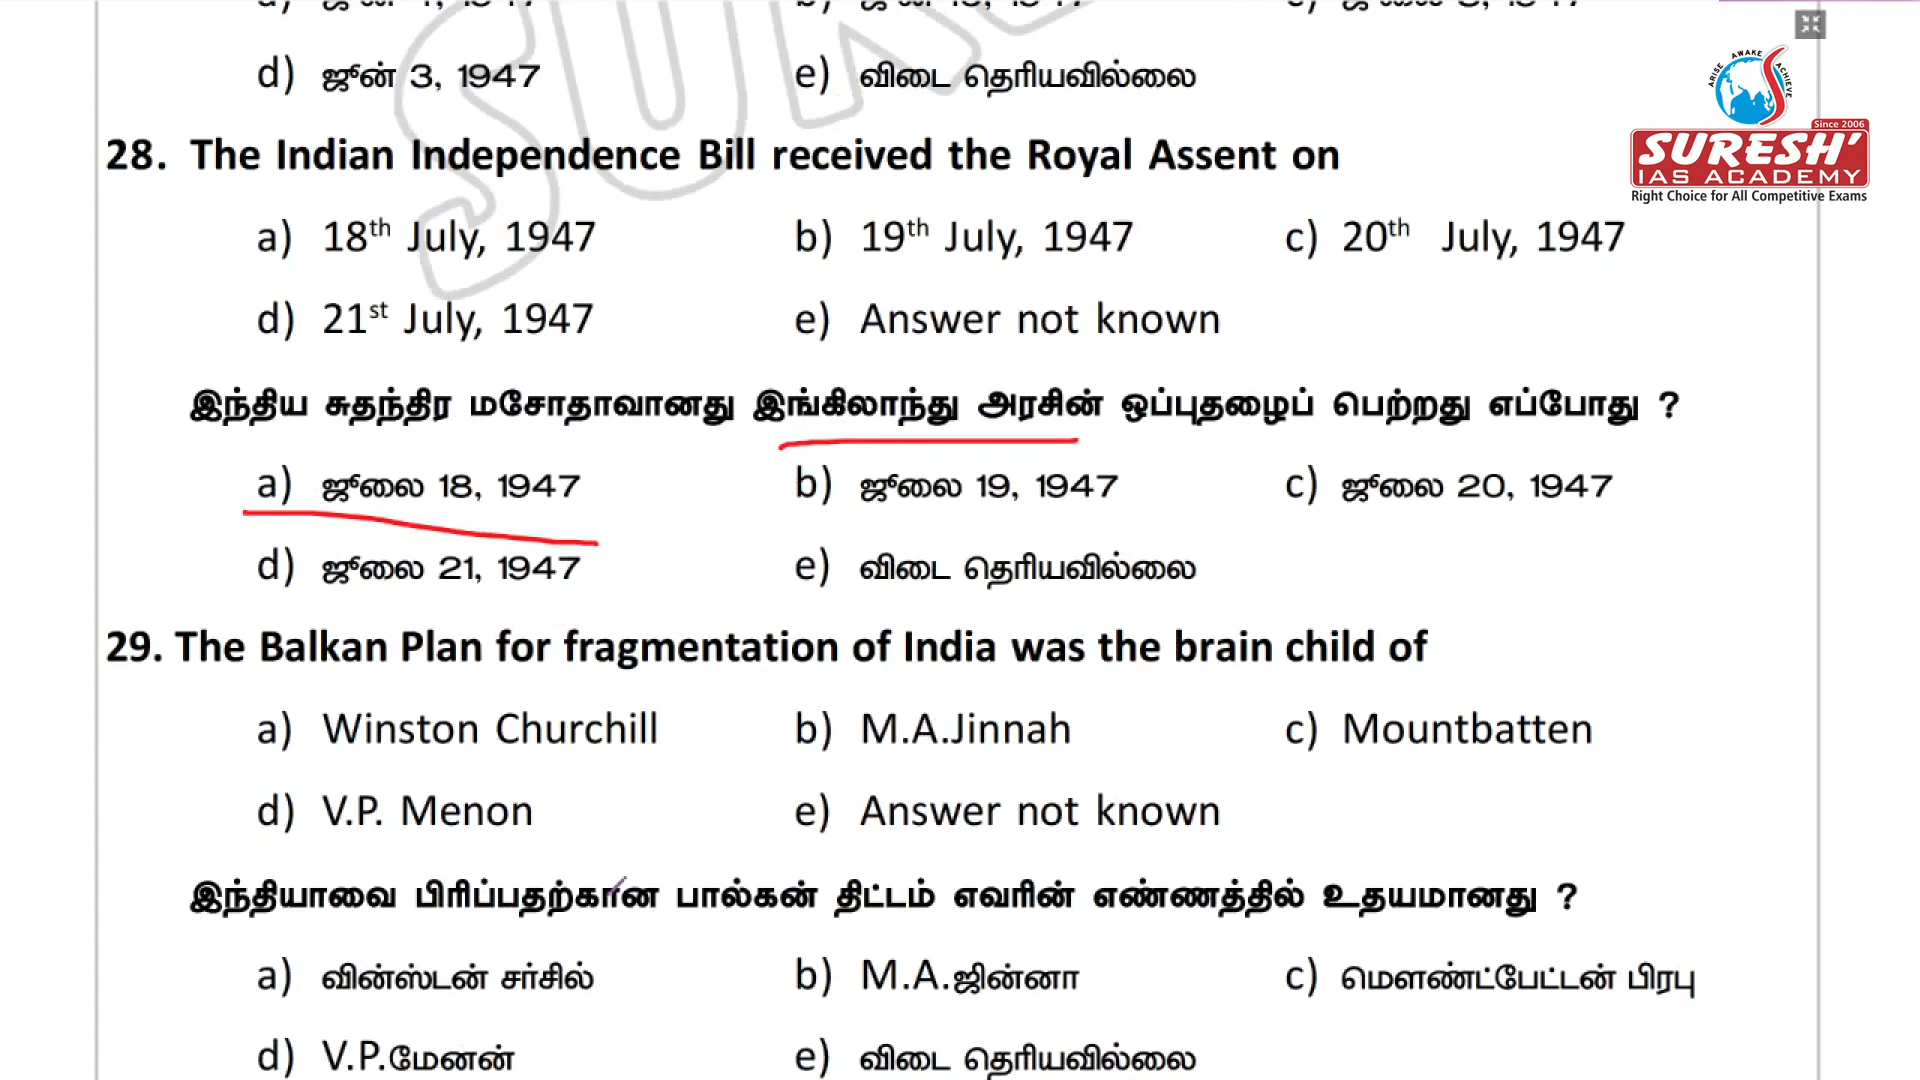 d) ஜூன் 3, 1947 e) விடை தெரியவில்லை
28. The Indian Independence Bill received the Royal Assent on
a) 18th July, 1947 b) 19th July, 1947 c) 20th July, 1947
d) 21st July, 1947 e) Answer not known
இந்திய சுதந்திர மசோதாவானது இங்கிலாந்து அரசின் ஒப்புதழைப் பெற்றது எப்போது ?
a) ஜூலை 18, 1947 b) ஜூலை 19, 1947 c) ஜூலை 20, 1947
d) ஜூலை 21, 1947 e) விடை தெரியவில்லை
29. The Balkan Plan for fragmentation of India was the brain child of
a) Winston Churchill b) M.A.Jinnah c) Mountbatten
d) V.P. Menon e) Answer not known
இந்தியாவை பிரிப்பதற்கான பால்கன் திட்டம் எவரின் எண்ணத்தில் உதயமானது ?
a) வின்ஸ்டன் சர்சில் b) M.A.ஜின்னா c) மௌண்ட்பேட்டன் பிரபு
d) V.P.மேனன் e) விடை தெரியவில்லை
ARISE AWAKE ACHIEVE
Since 2006
SURESH'
IAS ACADEMY
Right Choice for All Competitive Exams